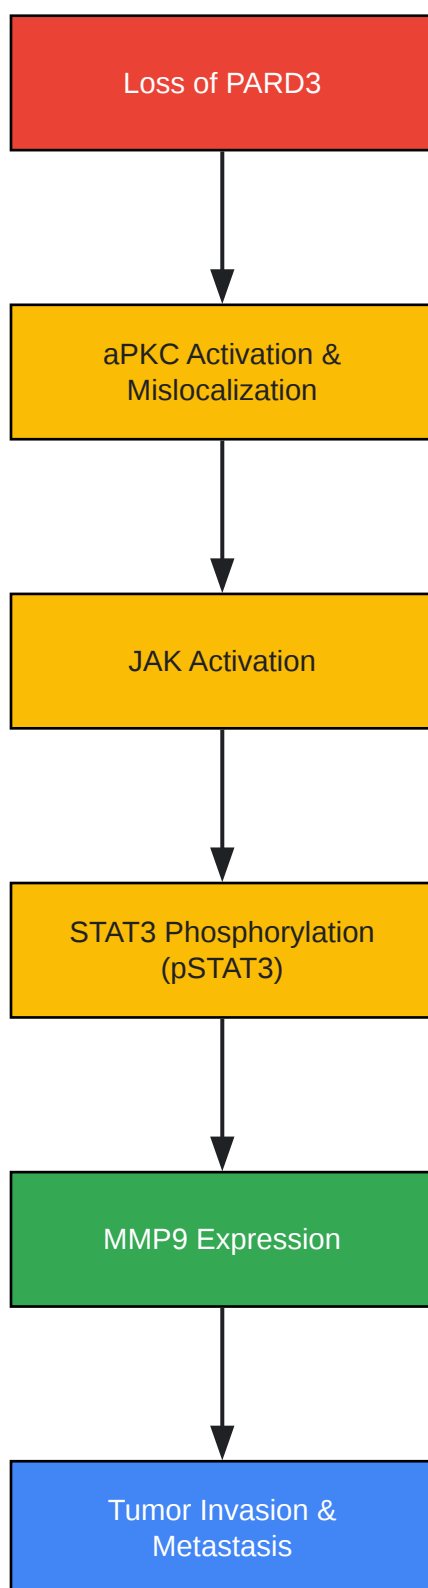 Loss of PARD3
aPKC Activation &
Mislocalization
JAK Activation
STAT3 Phosphorylation
(pSTAT3)
MMP9 Expression
Tumor Invasion &
Metastasis